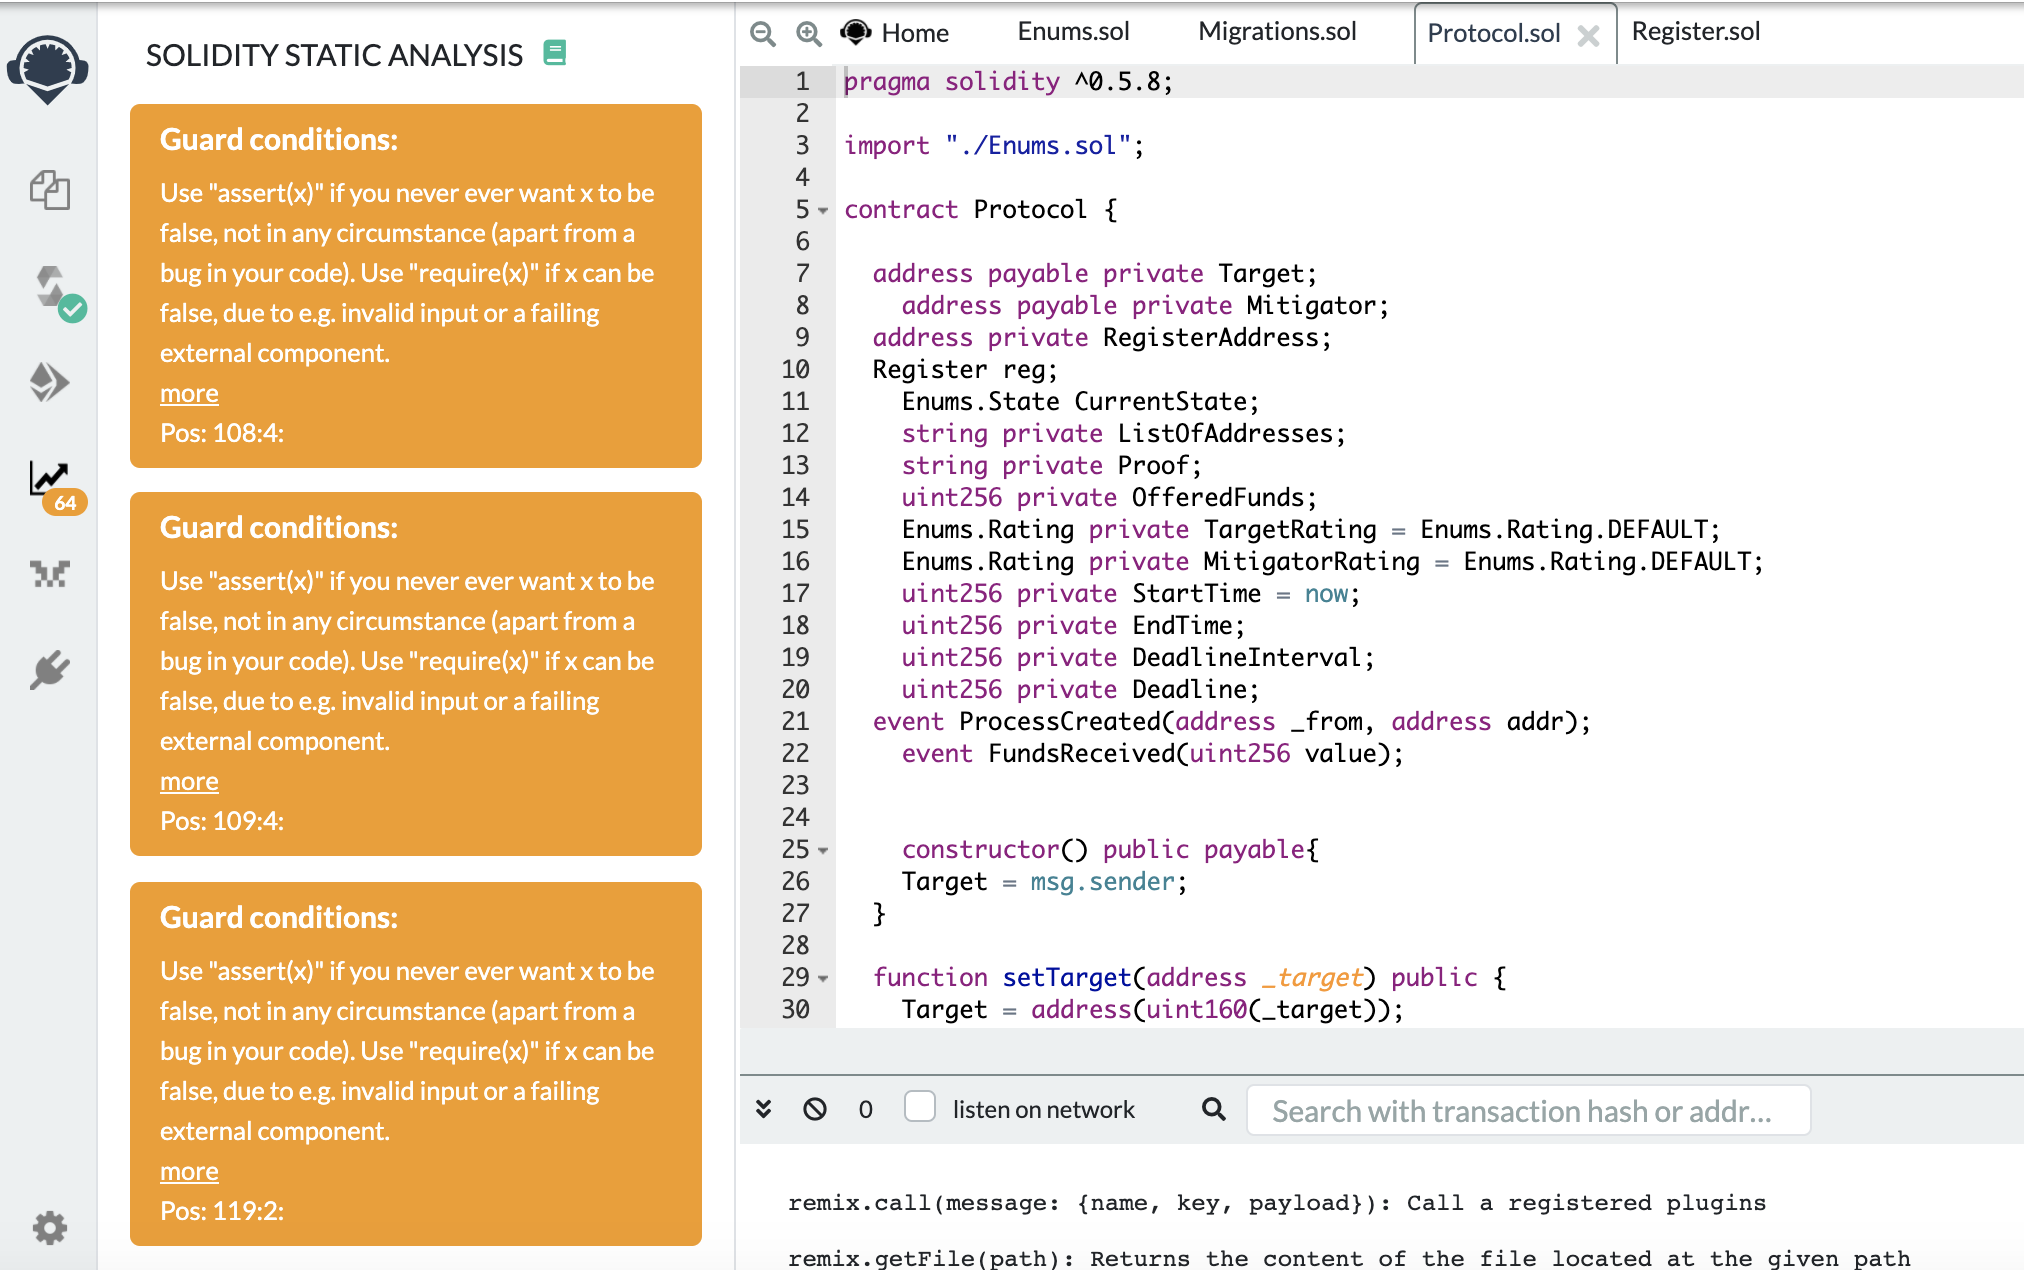 SOLIDITY STATIC ANALYSIS
Guard conditions:
Use "assert(x)" if you never ever want x to be
false, not in any circumstance (apart from a
bug in your code). Use "require(x)" if x can be
false, due to e.g. invalid input or a failing
external component.
more
Pos: 108:4:
Guard conditions:
Use "assert(x)" if you never ever want x to be
false, not in any circumstance (apart from a
bug in your code). Use "require(x)" if x can be
false, due to e.g. invalid input or a failing
external component.
more
Pos: 109:4:
Guard conditions:
Use "assert(x)" if you never ever want x to be
false, not in any circumstance (apart from a
bug in your code). Use "require(x)" if x can be
false, due to e.g. invalid input or a failing
external component.
more
Pos: 119:2:
64
Home Enums.sol Migrations.sol Protocol.sol Register.sol
1 pragma solidity ^0.5.8;
2
3 import "./Enums.sol";
4
5 contract Protocol {
6
7 address payable private Target;
8 address payable private Mitigator;
9 address private RegisterAddress;
10 Register reg;
11 Enums.State CurrentState;
12 string private ListOfAddresses;
13 string private Proof;
14 uint256 private OfferedFunds;
15 Enums.Rating private TargetRating = Enums.Rating.DEFAULT;
16 Enums.Rating private MitigatorRating = Enums.Rating.DEFAULT;
17 uint256 private StartTime = now;
18 uint256 private EndTime;
19 uint256 private DeadlineInterval;
20 uint256 private Deadline;
21 event ProcessCreated(address _from, address addr);
22 event FundsReceived(uint256 value);
23
24
25 constructor() public payable{
26 Target = msg.sender;
27 }
28
29 function setTarget(address _target) public {
30 Target = address(uint160(_target));
0 listen on network Search with transaction hash or addr...
remix.call(message: {name, key, payload}): Call a registered plugins
remix.getFile(path): Returns the content of the file located at the given path